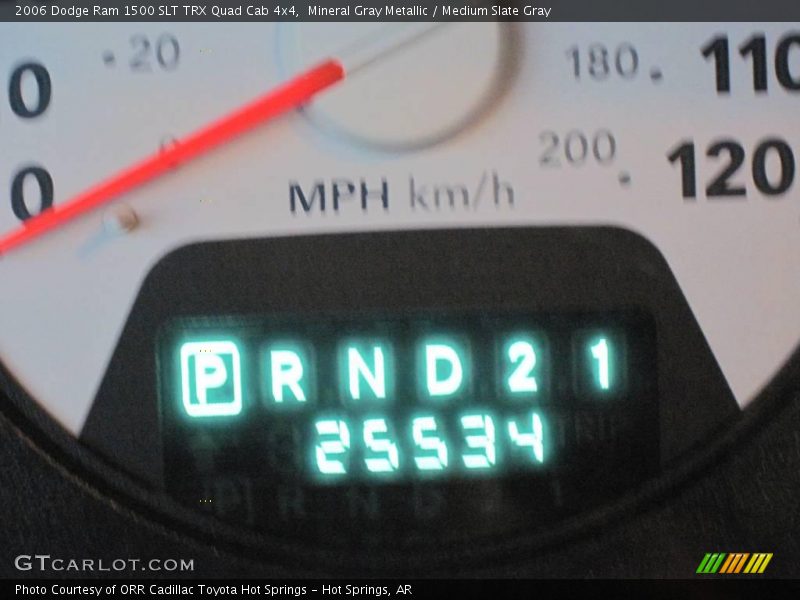 2006 Dodge Ram 1500 SLT TRX Quad Cab 4x4,  Mineral Gray Metallic / Medium Slate Gray
20 180 110
0
0 200 120
MPH km/h
P R N D 2 1
25534
GTCARLOT.COM
Photo Courtesy of ORR Cadillac Toyota Hot Springs - Hot Springs, AR